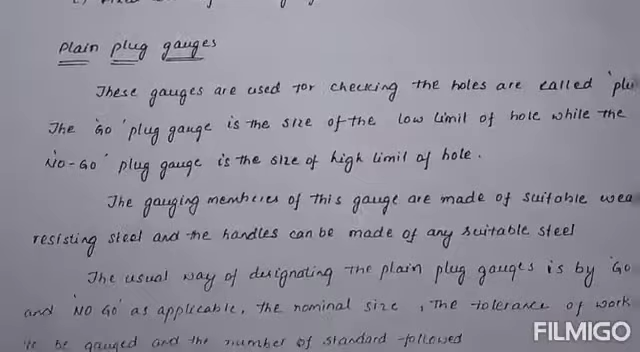 Plain plug gauges
These gauges are used for checking the holes are called 'plu
The 'Go' plug gauge is the size of the low limit of hole while the
'No-Go' plug gauge is the size of high limit of hole.
The gauging memberies of this gauge are made of suitable wea
resisting steel and the handles can be made of any suitable steel
The usual way of designating the plain plug gauges is by 'Go
and 'NO GO' as applicable, the nominal size, the tolerance of work
to be gauged and the number of standard followed
FILMIGO